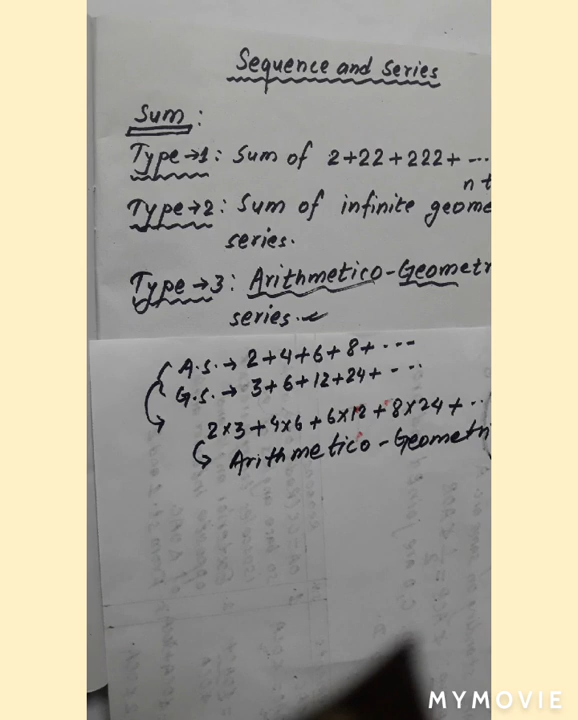 Sequence and Series
Sum :
Type→1: Sum of 2+22+222+ ...
n t
Type→2: Sum of infinite geome
series.
Type→3: Arithmetico-Geometr
series.
A.S.→ 2+4+6+8+ ...
G.S.→ 3+6+12+24+ ...
2×3+4×6+6×12+8×24+ ..
Arithmetico-Geometri
MYMOVIE